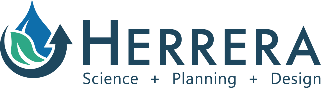 HERRERA
Science + Planning + Design